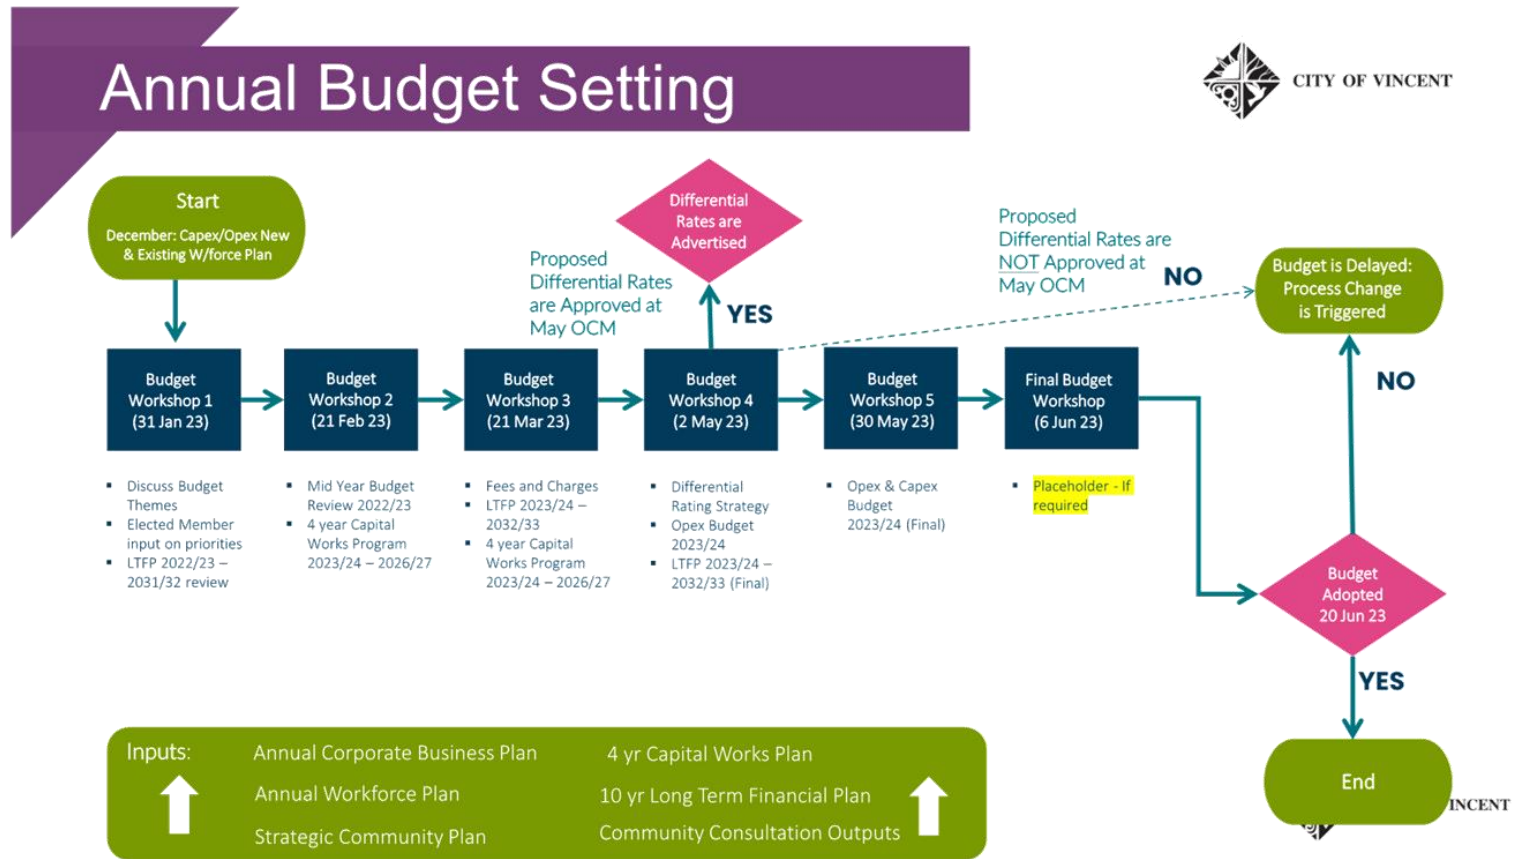 Annual Budget Setting
CITY OF VINCENT
Start
December: Capex/Opex New
& Existing W/force Plan
Differential
Rates are
Advertised
Proposed
Differential Rates
are Approved at
May OCM
YES
Proposed
Differential Rates are
NOT Approved at
May OCM
NO
Budget is Delayed:
Process Change
is Triggered
NO
Budget
Workshop 1
(31 Jan 23)
Budget
Workshop 2
(21 Feb 23)
Budget
Workshop 3
(21 Mar 23)
Budget
Workshop 4
(2 May 23)
Budget
Workshop 5
(30 May 23)
Final Budget
Workshop
(6 Jun 23)
▪ Discuss Budget
Themes
▪ Elected Member
input on priorities
▪ LTFP 2022/23 –
2031/32 review
▪ Mid Year Budget
Review 2022/23
▪ 4 year Capital
Works Program
2023/24 – 2026/27
▪ Fees and Charges
▪ LTFP 2023/24 –
2032/33
▪ 4 year Capital
Works Program
2023/24 – 2026/27
▪ Differential
Rating Strategy
▪ Opex Budget
2023/24
▪ LTFP 2023/24 –
2032/33 (Final)
▪ Opex & Capex
Budget
2023/24 (Final)
▪ Placeholder - If
required
Budget
Adopted
20 Jun 23
YES
End
INCENT
Inputs:
Annual Corporate Business Plan
Annual Workforce Plan
Strategic Community Plan
4 yr Capital Works Plan
10 yr Long Term Financial Plan
Community Consultation Outputs